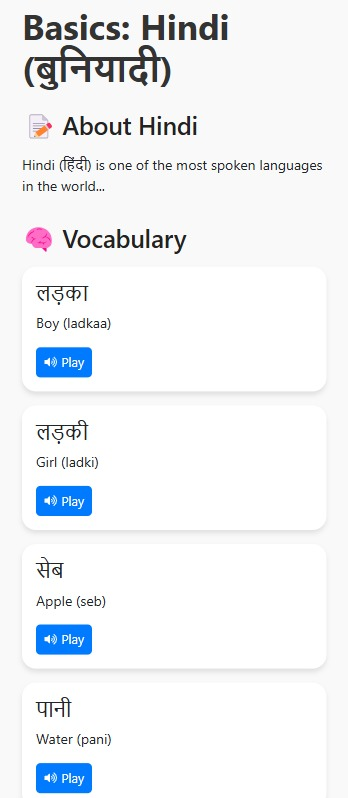 Basics: Hindi
(बुनियादी)
📝 About Hindi
Hindi (हिंदी) is one of the most spoken languages
in the world...
🧠 Vocabulary
लड़का
Boy (ladkaa)
🔊 Play
लड़की
Girl (ladki)
🔊 Play
सेब
Apple (seb)
🔊 Play
पानी
Water (pani)
🔊 Play